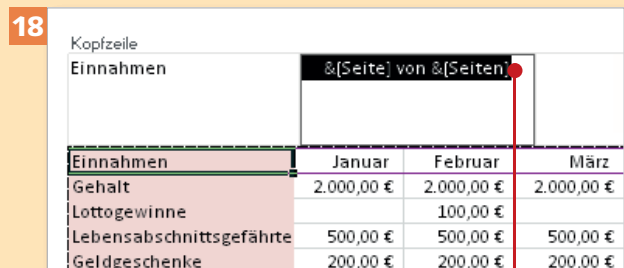 18
Kopfzeile
Einnahmen &[Seite] von &[Seiten]
Einnahmen Januar Februar März
Gehalt 2.000,00 € 2.000,00 € 2.000,00 €
Lottogewinne 100,00 €
Lebensabschnittsgefährte 500,00 € 500,00 € 500,00 €
Geldgeschenke 200,00 € 200,00 € 200,00 €